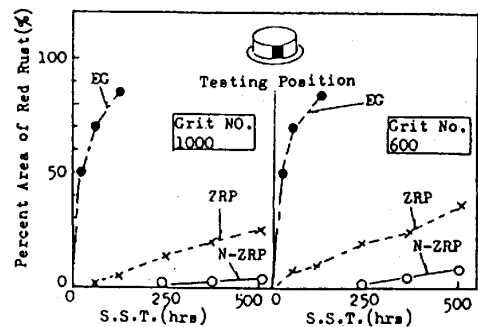 Percent Area of Red Rust(%)
100
50
0
EG
Testing Position
EG
Grit NO.
1000
Grit No.
600
ZRP
N-ZRP
ZRP
N-ZRP
0
250
500
250
500
S.S.T.(hrs)
S.S.T.(hrs)